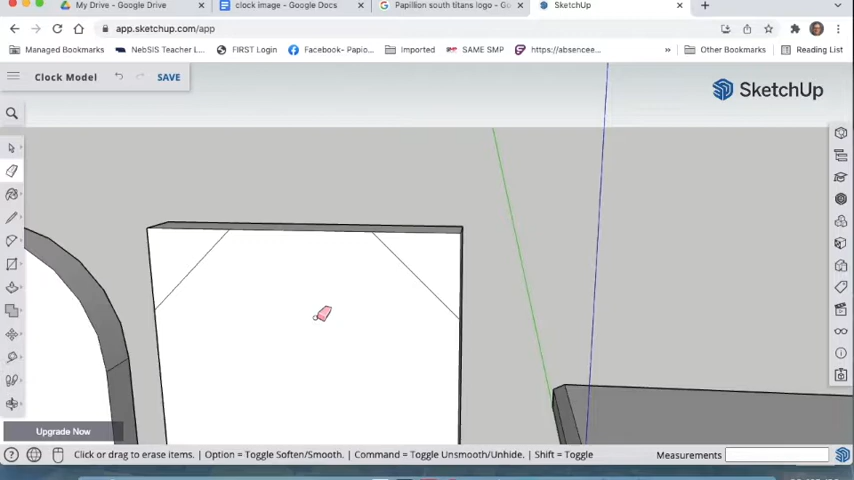 My Drive - Google Drive
clock image - Google Docs
Papillion south titans logo - G
SketchUp
app.sketchup.com/app
Managed Bookmarks
NebSIS Teacher L...
FIRST Login
Facebook- Papio...
Imported
SAME SMP
https://absencee...
»
Other Bookmarks
Reading List
Clock Model
SAVE
SketchUp
Upgrade Now
Click or drag to erase items. | Option = Toggle Soften/Smooth. | Command = Toggle Unsmooth/Unhide. | Shift = Toggle
Measurements